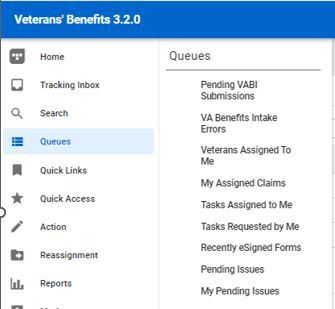 Veterans' Benefits 3.2.0
Home
Tracking Inbox
Search
Queues
Quick Links
Quick Access
Action
Reassignment
Reports
Queues
Pending VABI
Submissions
VA Benefits Intake
Errors
Veterans Assigned To
Me
My Assigned Claims
Tasks Assigned to Me
Tasks Requested by Me
Recently eSigned Forms
Pending Issues
My Pending Issues